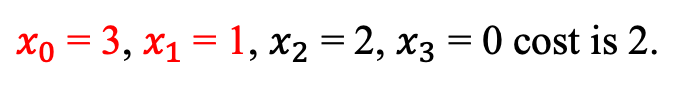 x₀ = 3, x₁ = 1, x₂ = 2, x₃ = 0 cost is 2.